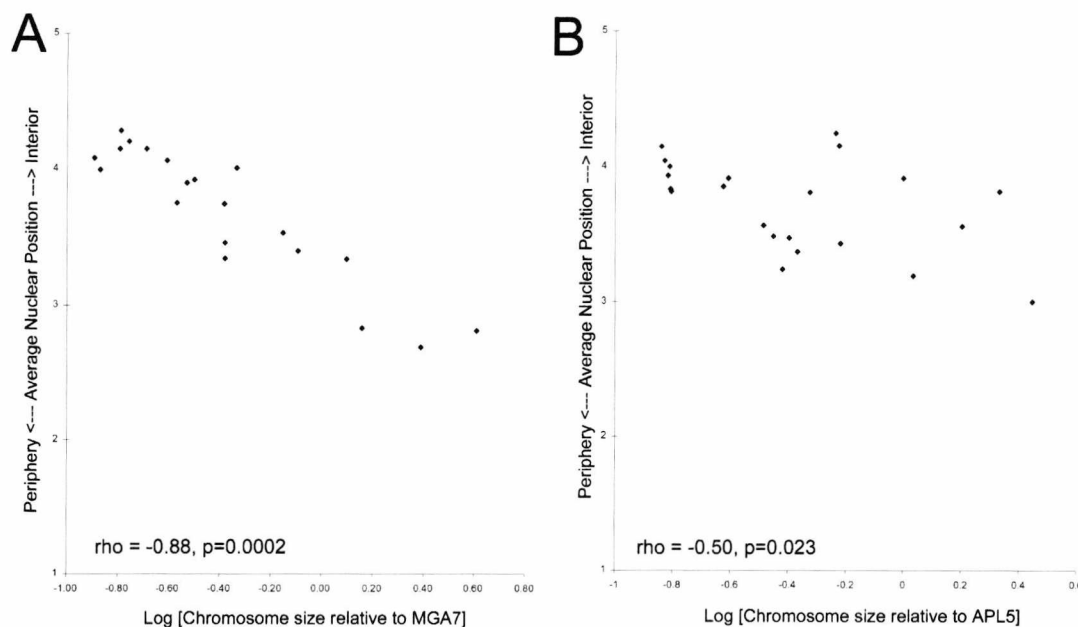 A
5
4
3
2
1
Periphery <--- Average Nuclear Position ---> Interior
rho = -0.88, p=0.0002
-1.00 -0.80 -0.60 -0.40 -0.20 0.00 0.20 0.40 0.60 0.80
Log [Chromosome size relative to MGA7]
B
5
4
3
2
1
Periphery <--- Average Nuclear Position ---> Interior
rho = -0.50, p=0.023
-1 -0.8 -0.6 -0.4 -0.2 0 0.2 0.4
Log [Chromosome size relative to APL5]